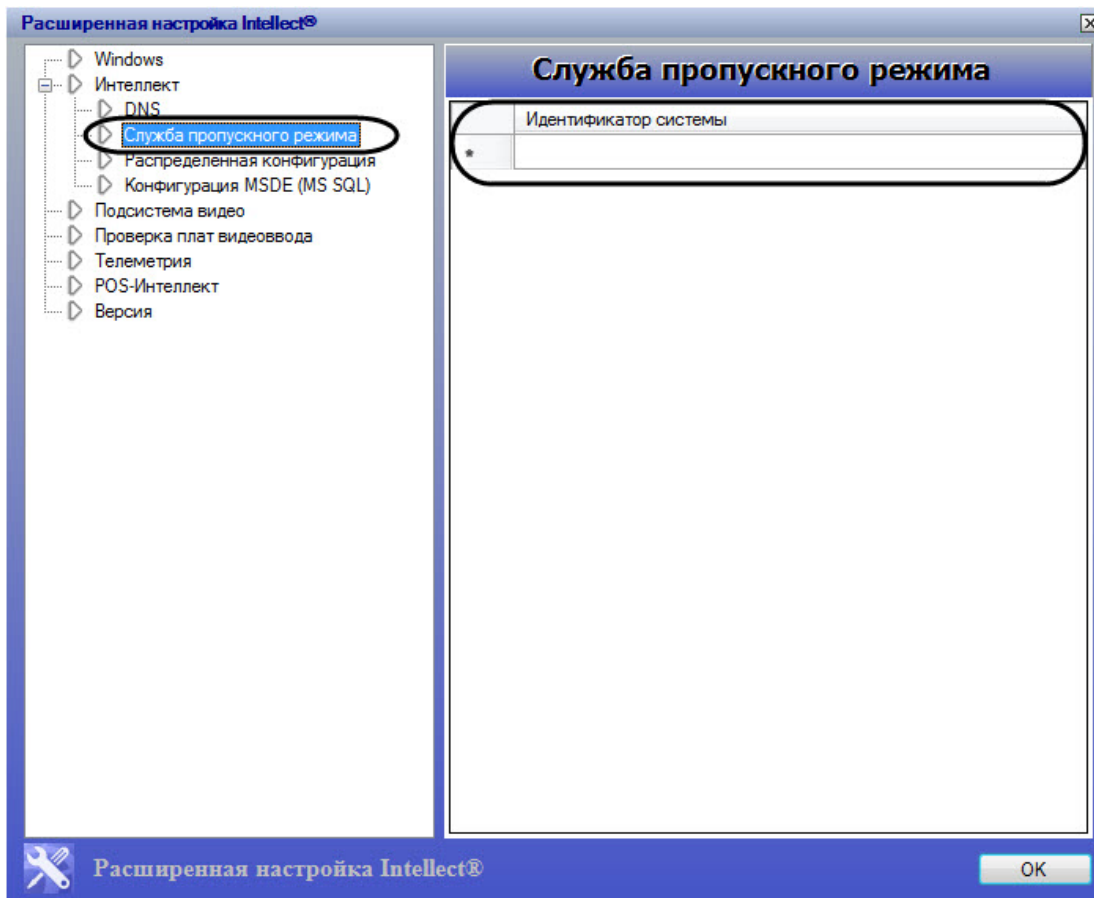 Расширенная настройка Intellect®
Windows
Интеллект
DNS
Служба пропускного режима
Распределенная конфигурация
Конфигурация MSDE (MS SQL)
Подсистема видео
Проверка плат видеоввода
Телеметрия
POS-Интеллект
Версия
Служба пропускного режима
Идентификатор системы
*
Расширенная настройка Intellect®
OK